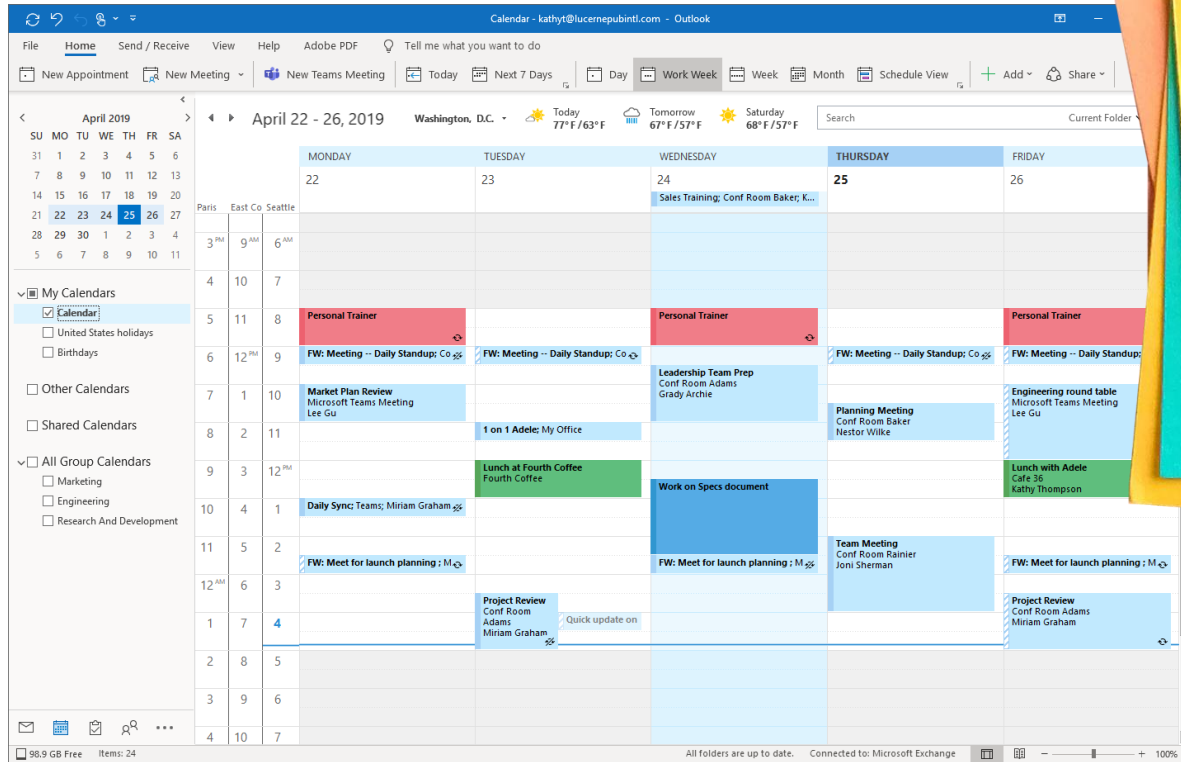 Calendar - kathyt@lucernepubintl.com - Outlook
File Home Send / Receive View Help Adobe PDF Tell me what you want to do
New Appointment New Meeting New Teams Meeting Today Next 7 Days Day Work Week Week Month Schedule View Add Share
April 2019
SU MO TU WE TH FR SA
31 1 2 3 4 5 6
7 8 9 10 11 12 13
14 15 16 17 18 19 20
21 22 23 24 25 26 27
28 29 30 1 2 3 4
5 6 7 8 9 10 11
My Calendars
Calendar
United States holidays
Birthdays
Other Calendars
Shared Calendars
All Group Calendars
Marketing
Engineering
Research And Development
April 22 - 26, 2019 Washington, D.C. Today 77°F/63°F Tomorrow 67°F/57°F Saturday 68°F/57°F Search Current Folder
MONDAY TUESDAY WEDNESDAY THURSDAY FRIDAY
22 23 24 25 26
Sales Training; Conf Room Baker; K...
Paris East Co Seattle
3 PM 9 AM 6 AM
4 10 7
5 11 8
6 12 PM 9
7 1 10
8 2 11
9 3 12 PM
10 4 1
11 5 2
12 AM 6 3
1 7 4
2 8 5
3 9 6
4 10 7
Personal Trainer
FW: Meeting -- Daily Standup; Co
Market Plan Review
Microsoft Teams Meeting
Lee Gu
Daily Sync; Teams; Miriam Graham
FW: Meet for launch planning ; M
FW: Meeting -- Daily Standup; Co
1 on 1 Adele; My Office
Lunch at Fourth Coffee
Fourth Coffee
Project Review
Conf Room
Adams
Miriam Graham
Quick update on
Personal Trainer
Leadership Team Prep
Conf Room Adams
Grady Archie
Work on Specs document
FW: Meet for launch planning ; M
FW: Meeting -- Daily Standup; Co
Planning Meeting
Conf Room Baker
Nestor Wilke
Team Meeting
Conf Room Rainier
Joni Sherman
Personal Trainer
FW: Meeting -- Daily Standup;
Engineering round table
Microsoft Teams Meeting
Lee Gu
Lunch with Adele
Cafe 36
Kathy Thompson
FW: Meet for launch planning ; M
Project Review
Conf Room Adams
Miriam Graham
98.9 GB Free Items: 24 All folders are up to date. Connected to: Microsoft Exchange 100%